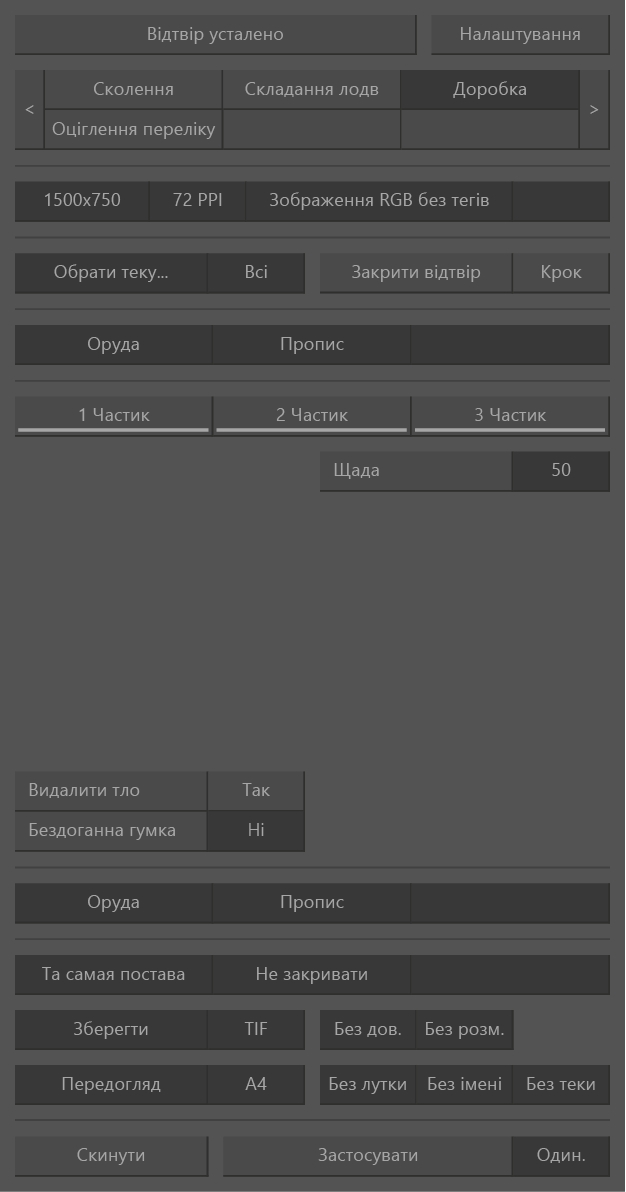 Відтвір усталено Налаштування
< Сколення Складання лодв Доробка >
Оціглення переліку
1500x750 72 PPI Зображення RGB без тегів
Обрати теку... Всі Закрити відтвір Крок
Оруда Пропис
1 Частик 2 Частик 3 Частик
Щада 50
Видалити тло Так
Бездоганна гумка Ні
Оруда Пропис
Та самая постава Не закривати
Зберегти TIF Без дов. Без розм.
Передогляд A4 Без лутки Без імені Без теки
Скинути Застосувати Один.